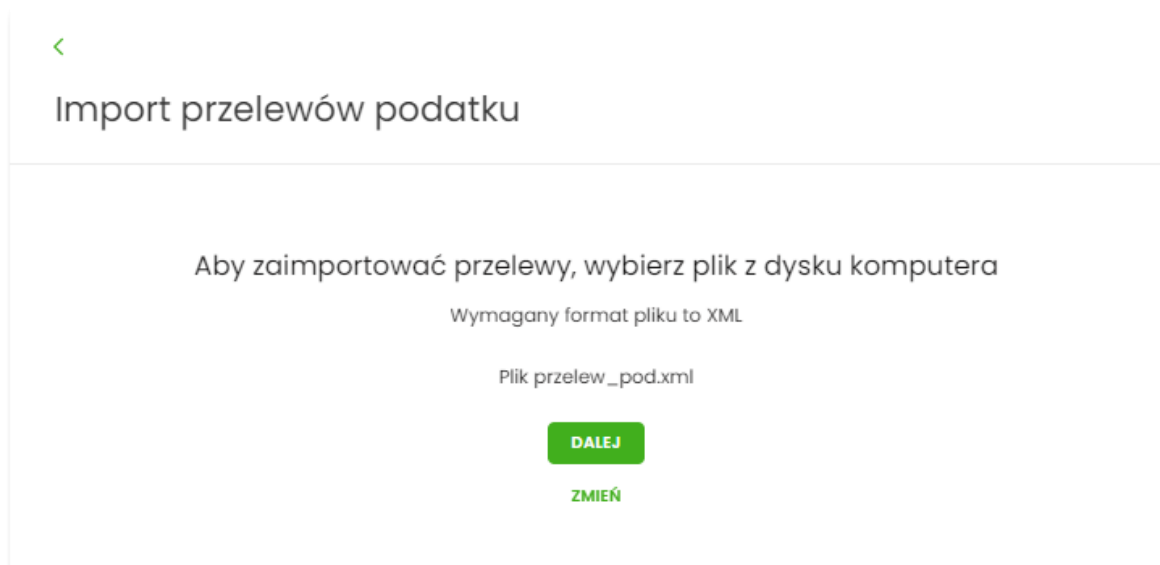 Import przelewów podatku
Aby zaimportować przelewy, wybierz plik z dysku komputera
Wymagany format pliku to XML
Plik przelew_pod.xml
DALEJ
ZMIEŃ